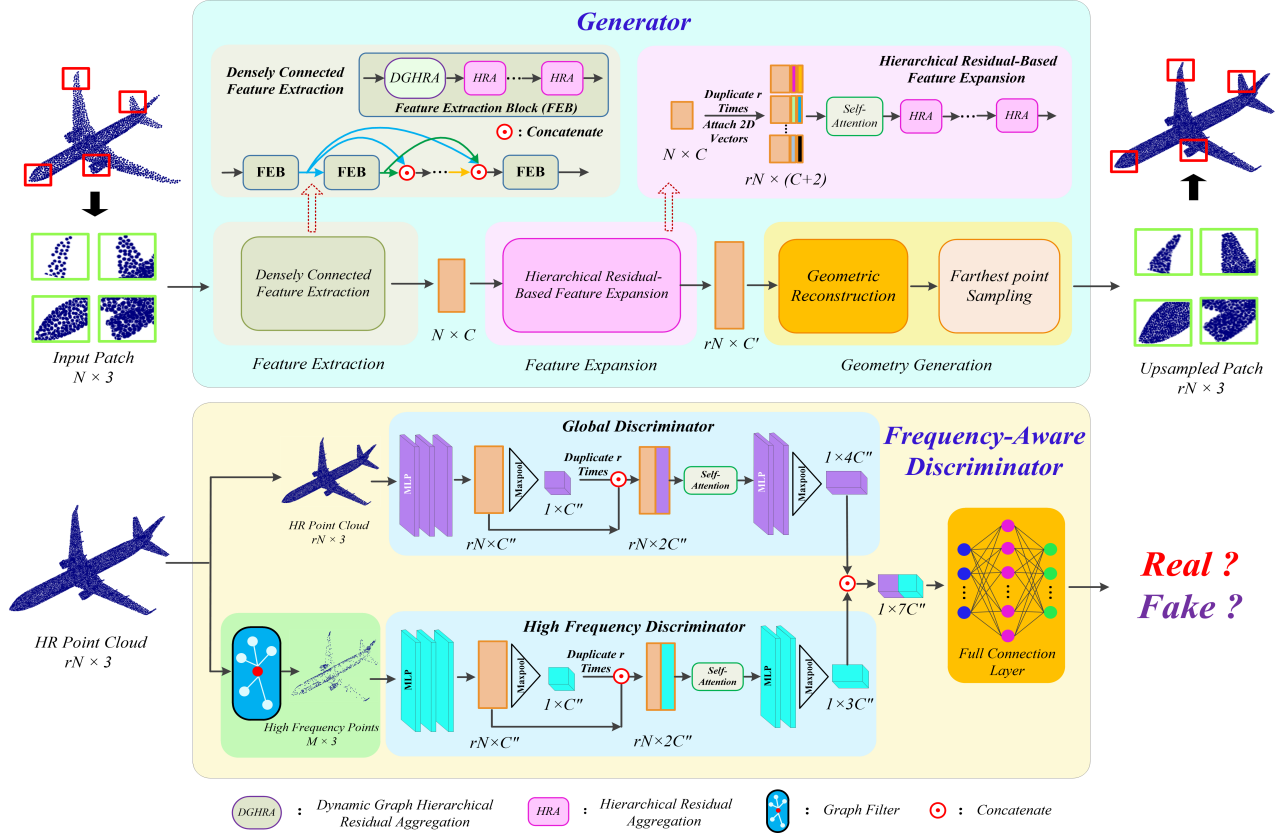 Generator
Densely Connected
Feature Extraction
DGHRA
HRA
HRA
Feature Extraction Block (FEB)
: Concatenate
FEB
FEB
FEB
Hierarchical Residual-Based
Feature Expansion
N × C
Duplicate r
Times
Attach 2D
Vectors
rN × (C+2)
Self-
Attention
HRA
HRA
Input Patch
N × 3
Densely Connected
Feature Extraction
Feature Extraction
N × C
Hierarchical Residual-
Based Feature Expansion
Feature Expansion
rN × C'
Geometric
Reconstruction
Farthest point
Sampling
Geometry Generation
Upsampled Patch
rN × 3
Frequency-Aware
Discriminator
HR Point Cloud
rN × 3
HR Point Cloud
rN × 3
Global Discriminator
MLP
rN×C"
Maxpool
1×C"
Duplicate r
Times
rN×2C"
Self-
Attention
MLP
Maxpool
1×4C"
High Frequency Points
M × 3
High Frequency Discriminator
MLP
rN×C"
Maxpool
1×C"
Duplicate r
Times
rN×2C"
Self-
Attention
MLP
Maxpool
1×3C"
1×7C"
Full Connection
Layer
Real ?
Fake ?
DGHRA : Dynamic Graph Hierarchical
Residual Aggregation
HRA : Hierarchical Residual
Aggregation
: Graph Filter
: Concatenate